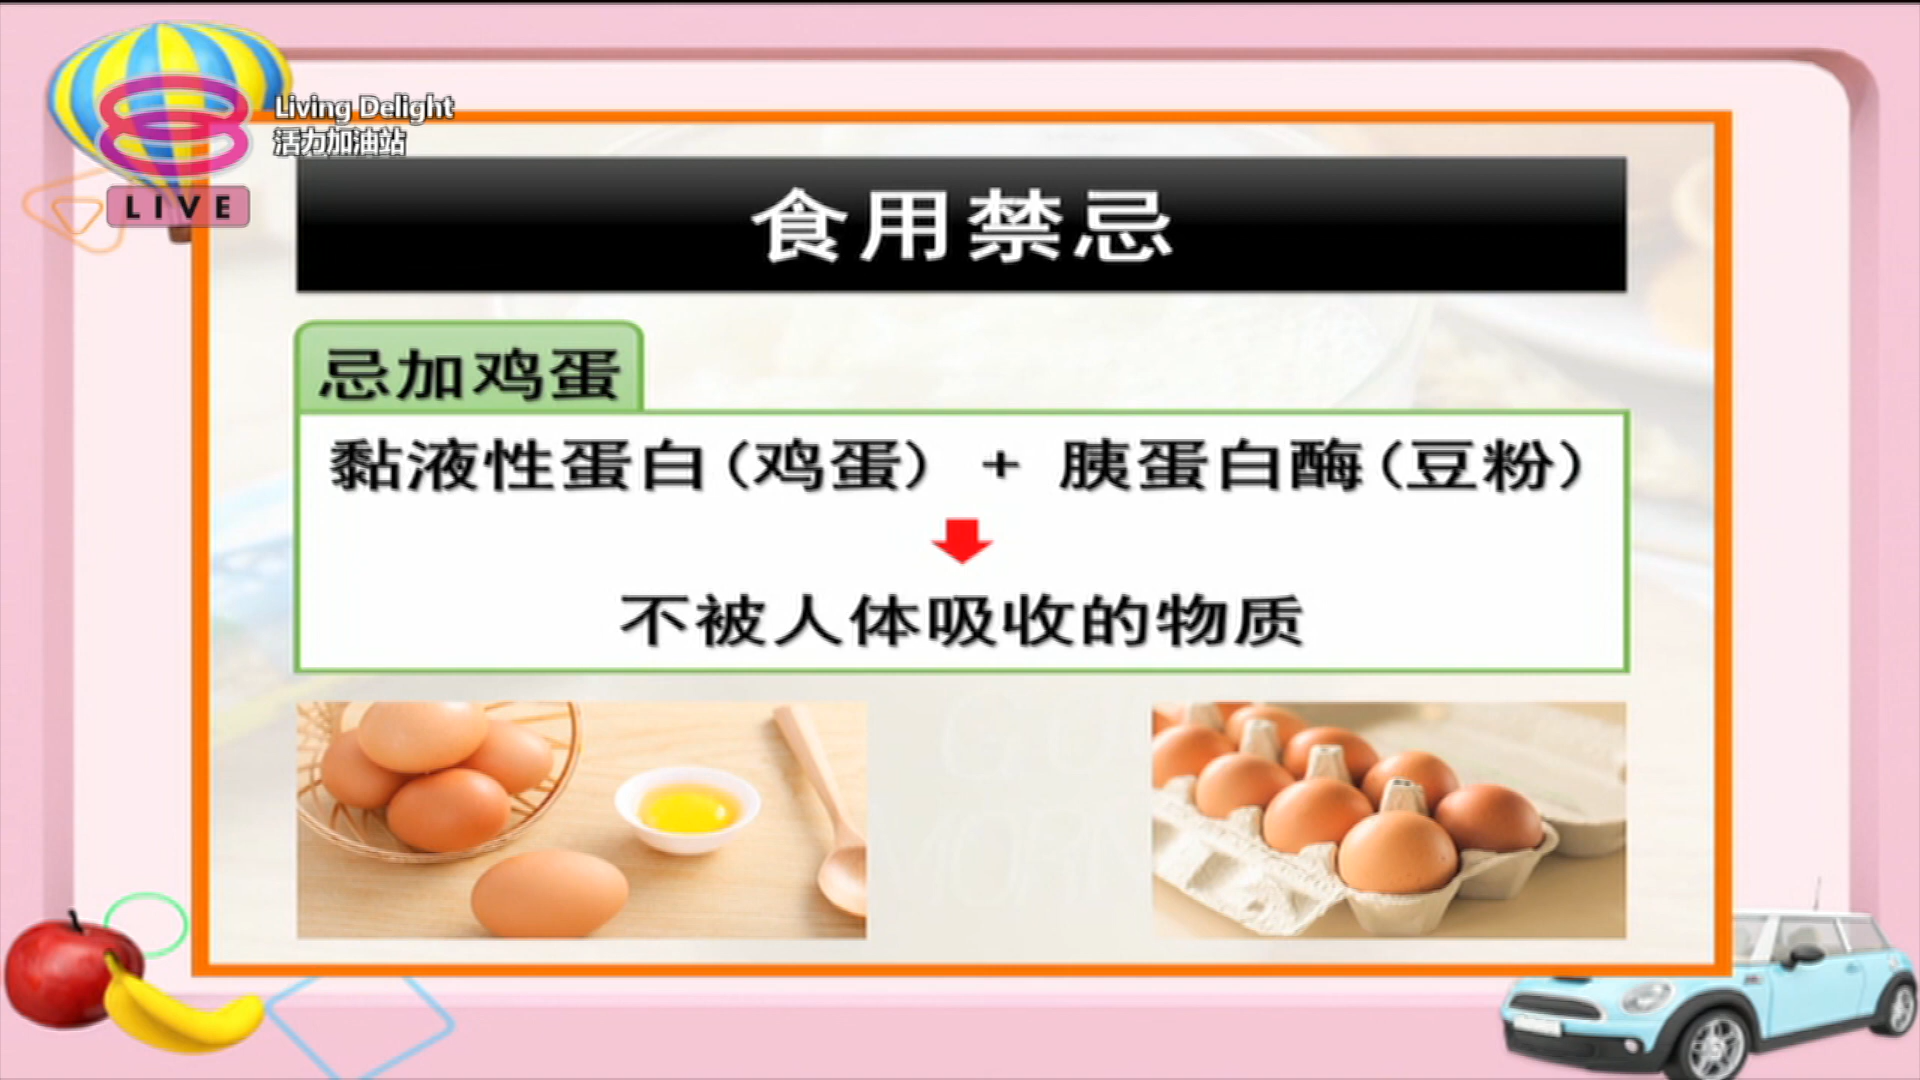 Living Delight
活力加油站
LIVE
食用禁忌
忌加鸡蛋
黏液性蛋白(鸡蛋) + 胰蛋白酶(豆粉)
不被人体吸收的物质